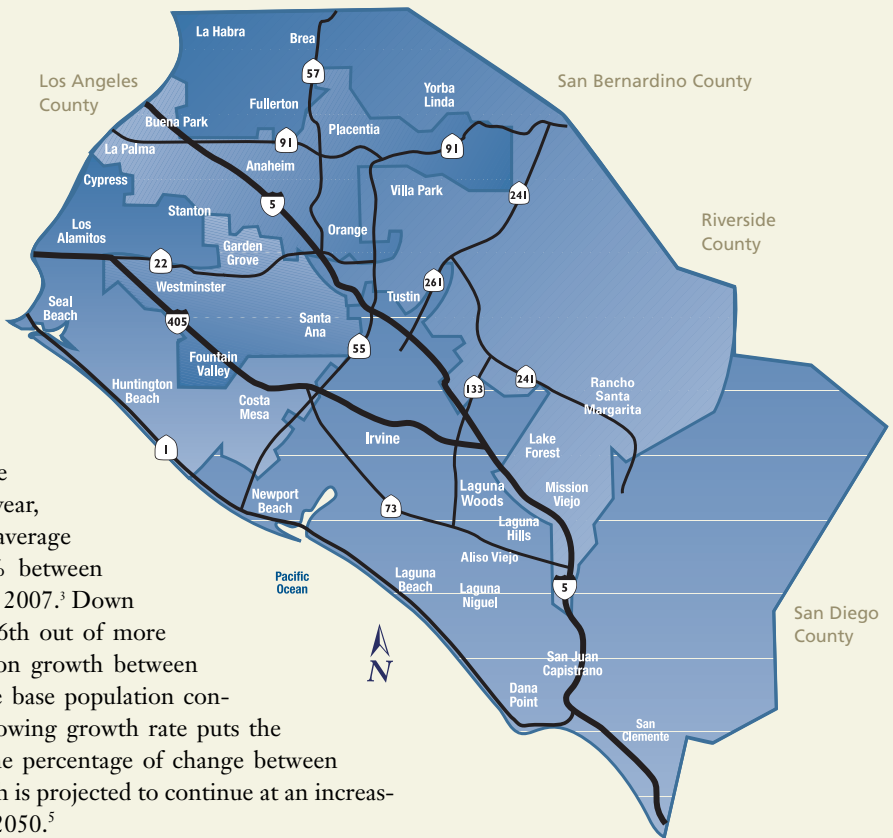 La Habra
Brea
57
Los Angeles
County
San Bernardino County
Yorba
Linda
Fullerton
Buena Park
Placentia
91
91
La Palma
Anaheim
Cypress
Villa Park
241
5
Stanton
Los
Alamitos
Orange
Riverside
County
Garden
Grove
22
Westminster
261
Tustin
Seal
Beach
405
Santa
Ana
55
Fountain
Valley
Huntington
Beach
133
241
Rancho
Santa
Margarita
Costa
Mesa
Irvine
Lake
Forest
1
Newport
Beach
73
Laguna
Woods
Mission
Viejo
Laguna
Hills
Aliso Viejo
Pacific
Ocean
Laguna
Beach
Laguna
Niguel
5
San Diego
County
N
San Juan
Capistrano
Dana
Point
San
Clemente
e
year,
average
% between
2007.³ Down
6th out of more
on growth between
e base population con-
owing growth rate puts the
he percentage of change between
n is projected to continue at an increas-
2050.⁵